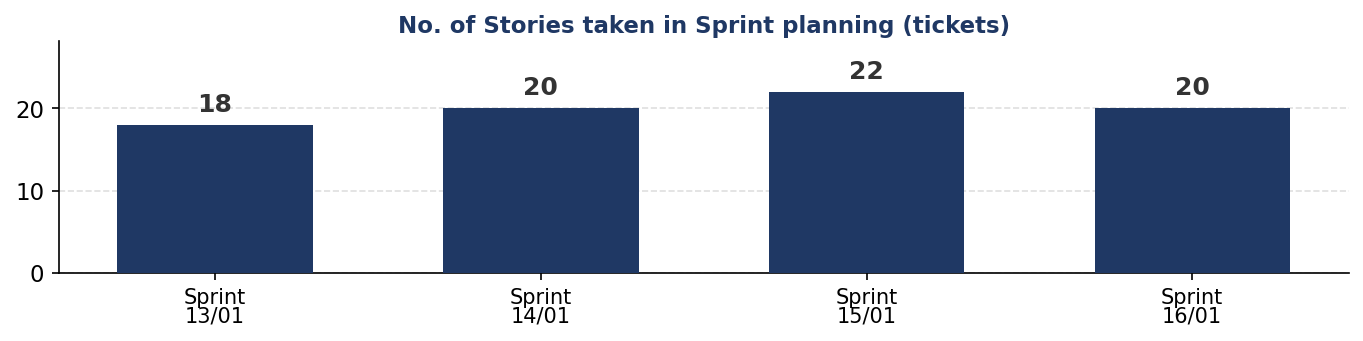 No. of Stories taken in Sprint planning (tickets)
18
20
22
20
20
10
0
Sprint
13/01
Sprint
14/01
Sprint
15/01
Sprint
16/01